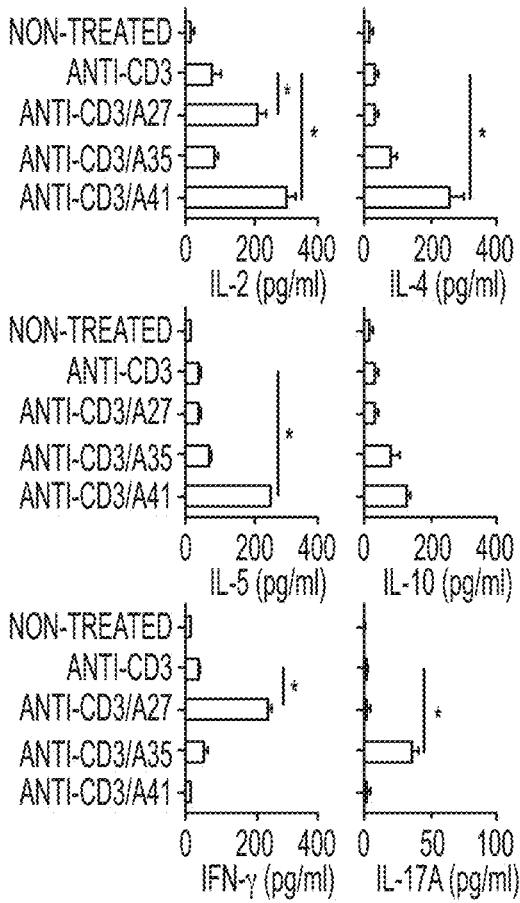 NON-TREATED
ANTI-CD3
ANTI-CD3/A27
ANTI-CD3/A35
ANTI-CD3/A41
*
*
*
0 200 400
0 200 400
IL-2 (pg/ml)
IL-4 (pg/ml)
NON-TREATED
ANTI-CD3
ANTI-CD3/A27
ANTI-CD3/A35
ANTI-CD3/A41
*
0 200 400
0 200 400
IL-5 (pg/ml)
IL-10 (pg/ml)
NON-TREATED
ANTI-CD3
ANTI-CD3/A27
ANTI-CD3/A35
ANTI-CD3/A41
*
*
0 200 400
0 50 100
IFN-γ (pg/ml)
IL-17A (pg/ml)